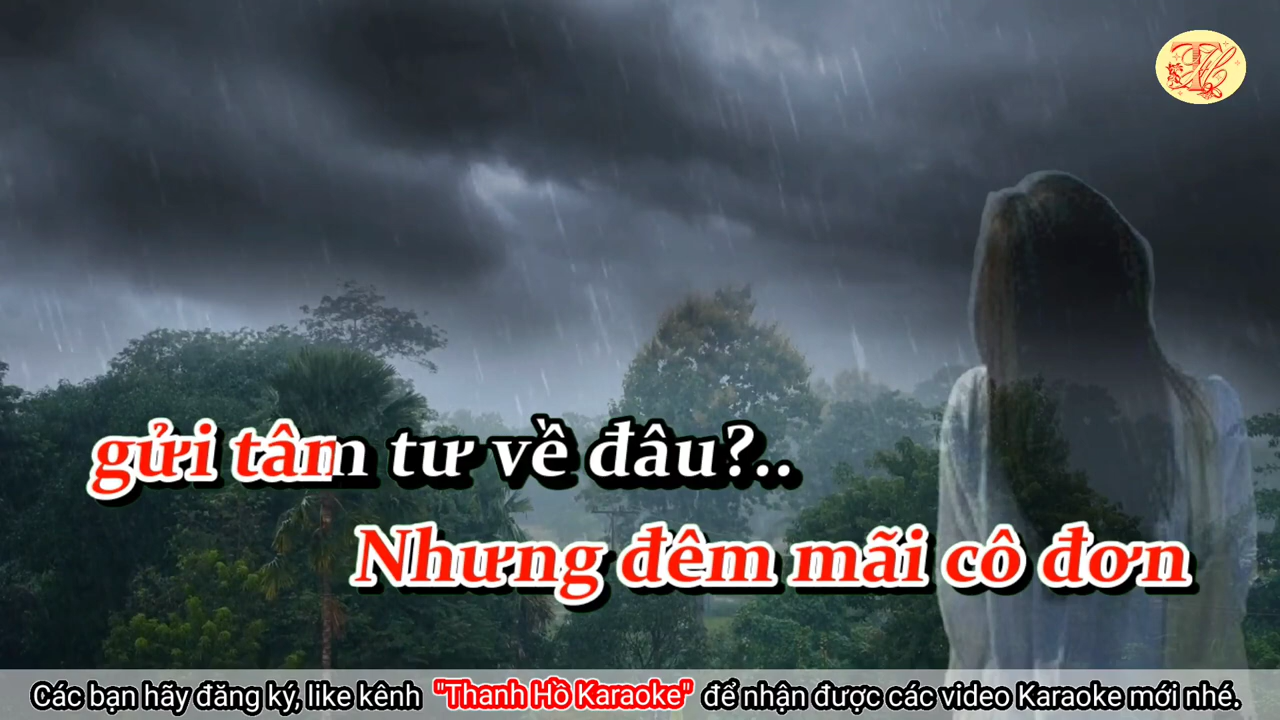 gửi tâm tư về đâu?..
Nhưng đêm mãi cô đơn
Các bạn hãy đăng ký, like kênh "Thanh Hồ Karaoke" để nhận được các video Karaoke mới nhé.